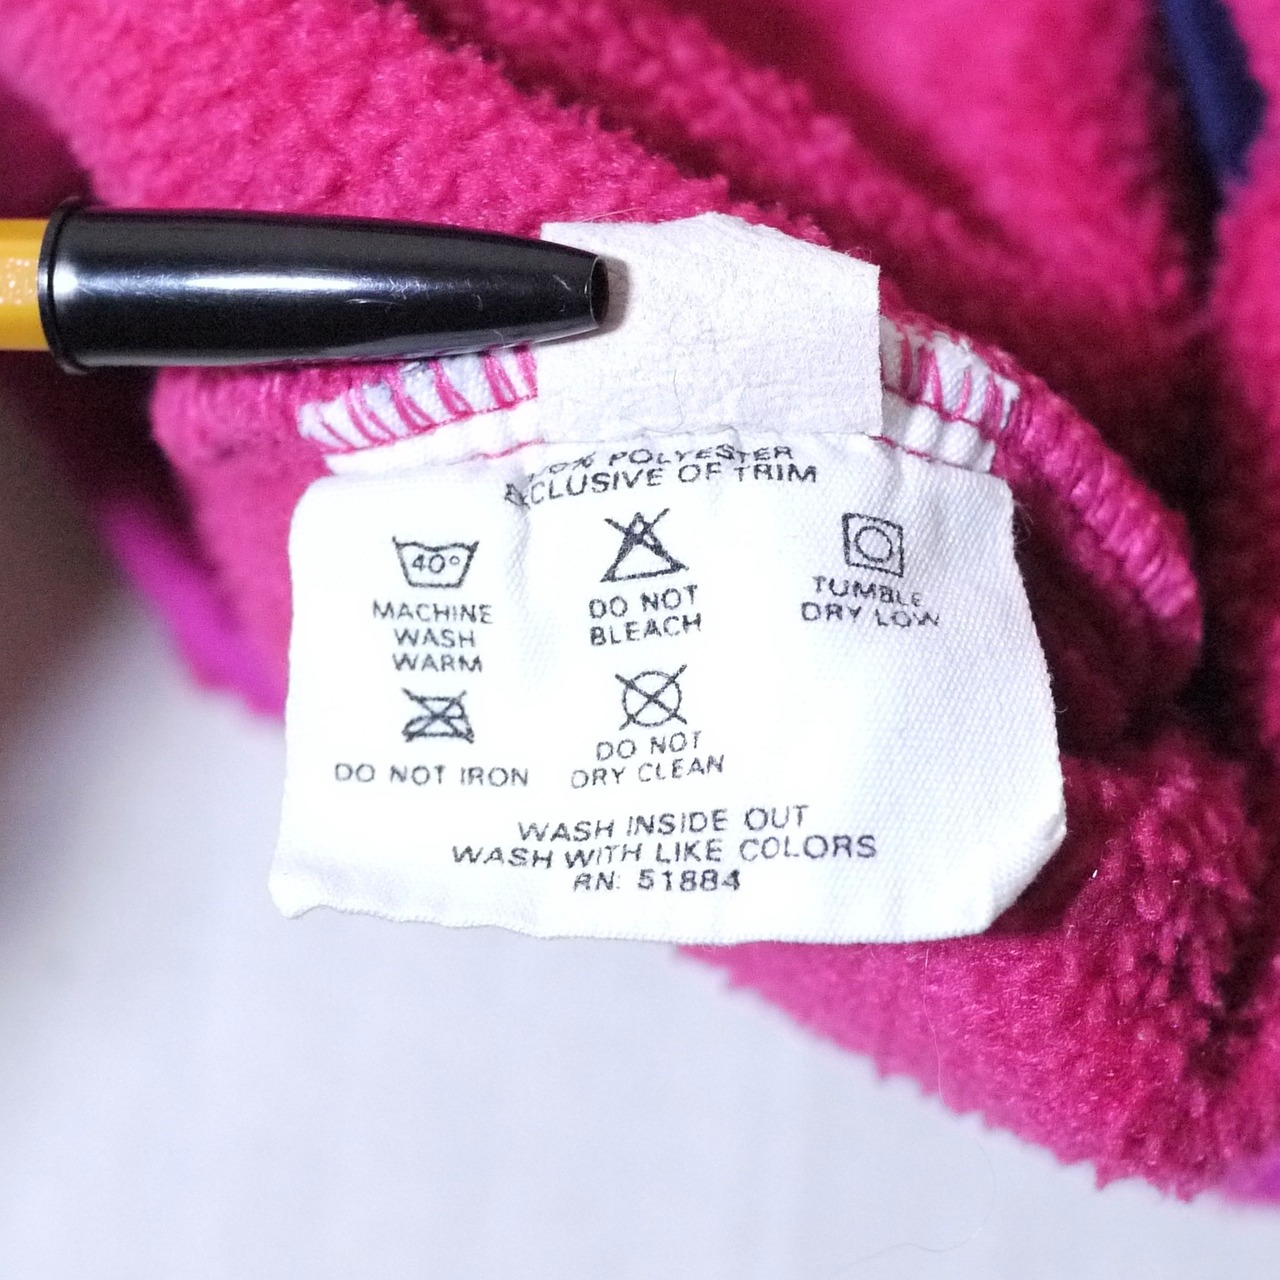 % POLYESTER
EXCLUSIVE OF TRIM
40°
MACHINE
WASH
WARM
DO NOT
BLEACH
TUMBLE
DRY LOW
DO NOT IRON
DO NOT
DRY CLEAN
WASH INSIDE OUT
WASH WITH LIKE COLORS
RN: 51884